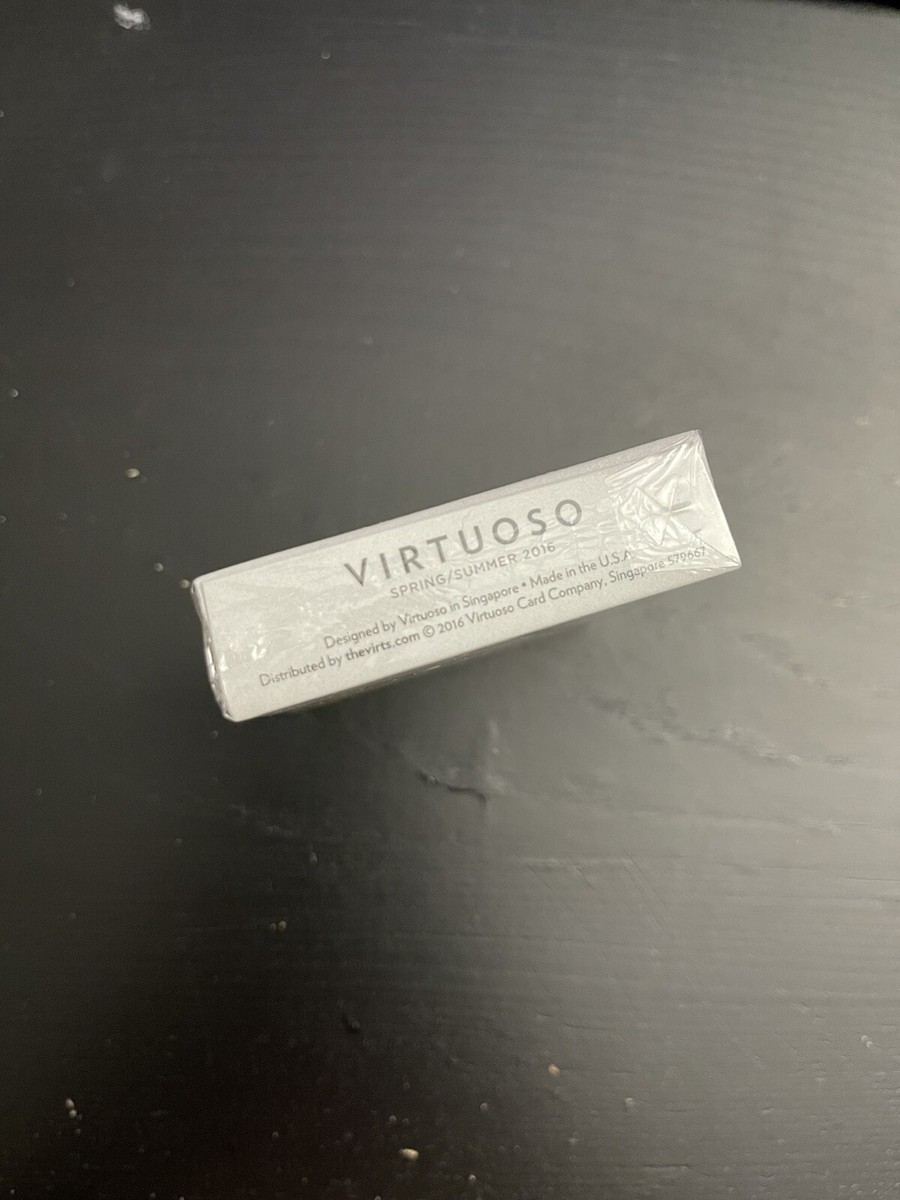 VIRTUOSO
SPRING/SUMMER 2016
Designed by Virtuoso in Singapore • Made in the U.S.A.
Distributed by thevirts.com © 2016 Virtuoso Card Company, Singapore 579667